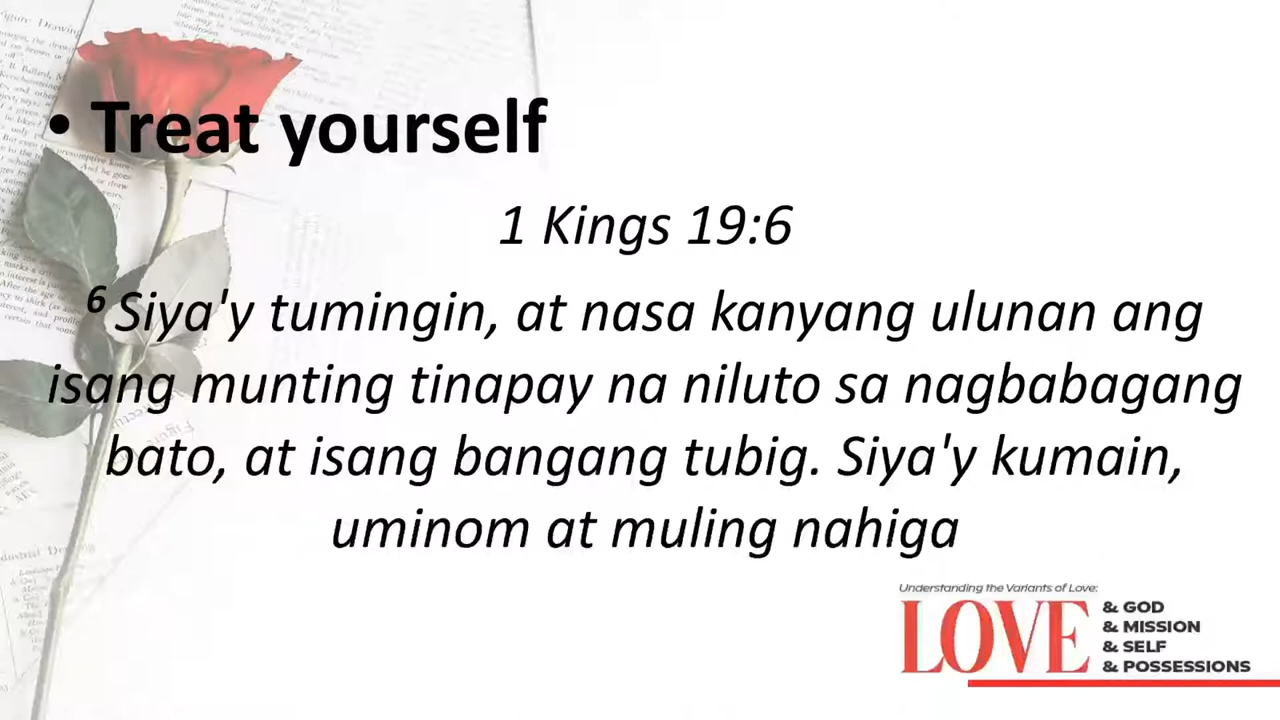 • Treat yourself
1 Kings 19:6
6 Siya'y tumingin, at nasa kanyang ulunan ang
isang munting tinapay na niluto sa nagbabagang
bato, at isang bangang tubig. Siya'y kumain,
uminom at muling nahiga
Understanding the Variants of Love:
LOVE
& GOD
& MISSION
& SELF
& POSSESSIONS